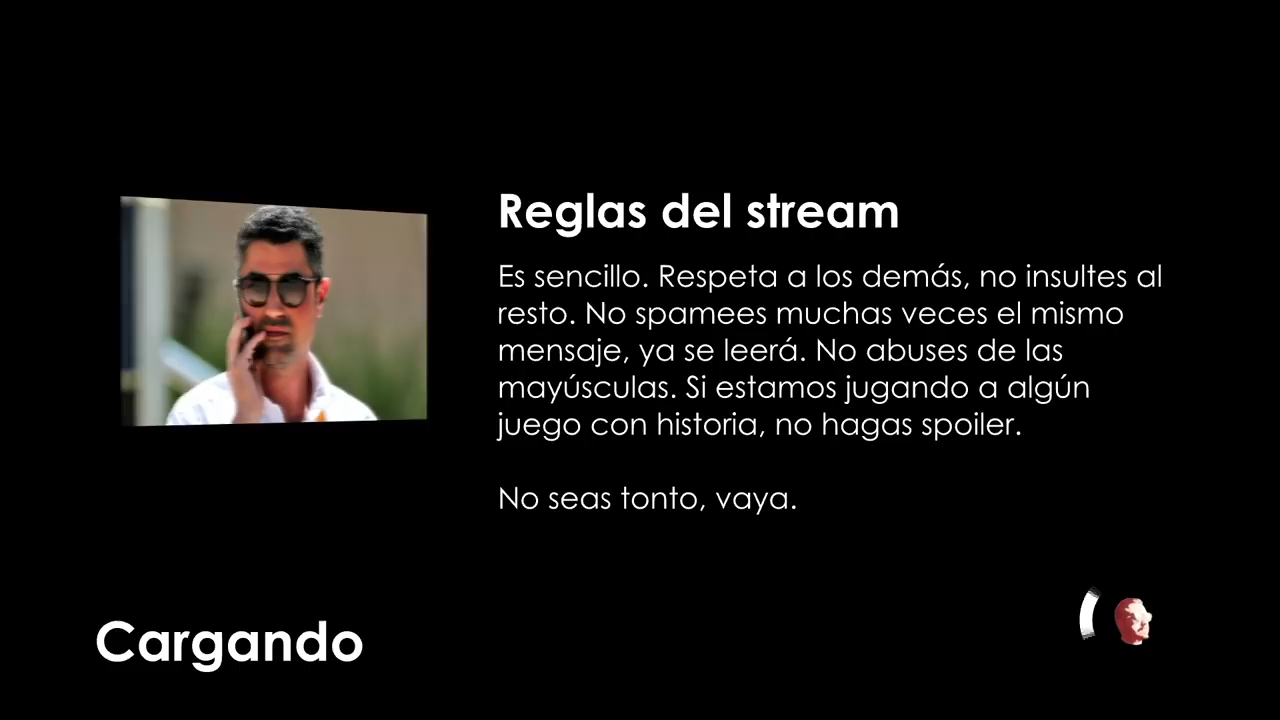 Reglas del stream
Es sencillo. Respeta a los demás, no insultes al
resto. No spamees muchas veces el mismo
mensaje, ya se leerá. No abuses de las
mayúsculas. Si estamos jugando a algún
juego con historia, no hagas spoiler.
No seas tonto, vaya.
Cargando